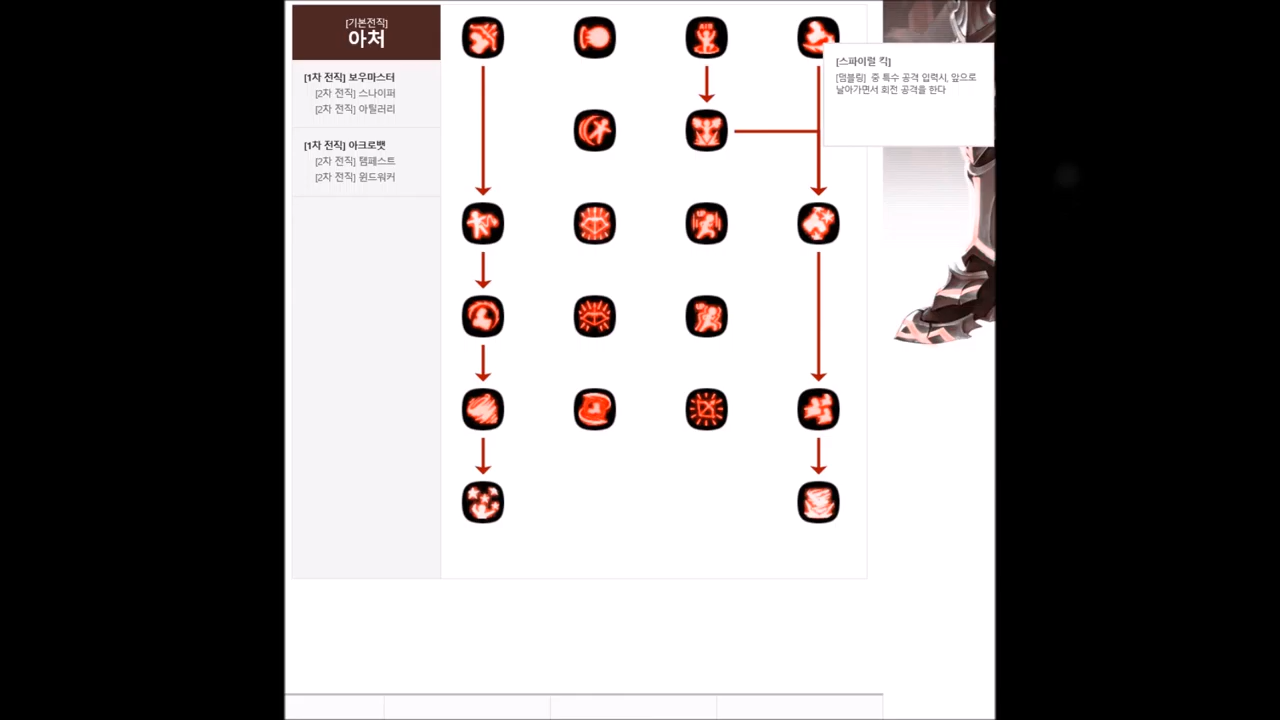 [기본전직]
아처
[1차 전직] 보우마스터
[2차 전직] 스나이퍼
[2차 전직] 아틸러리
[1차 전직] 아크로뱃
[2차 전직] 템페스트
[2차 전직] 윈드워커
[스파이럴 킥]
[덤블링] 중 특수 공격 입력시, 앞으로
날아가면서 회전 공격을 한다